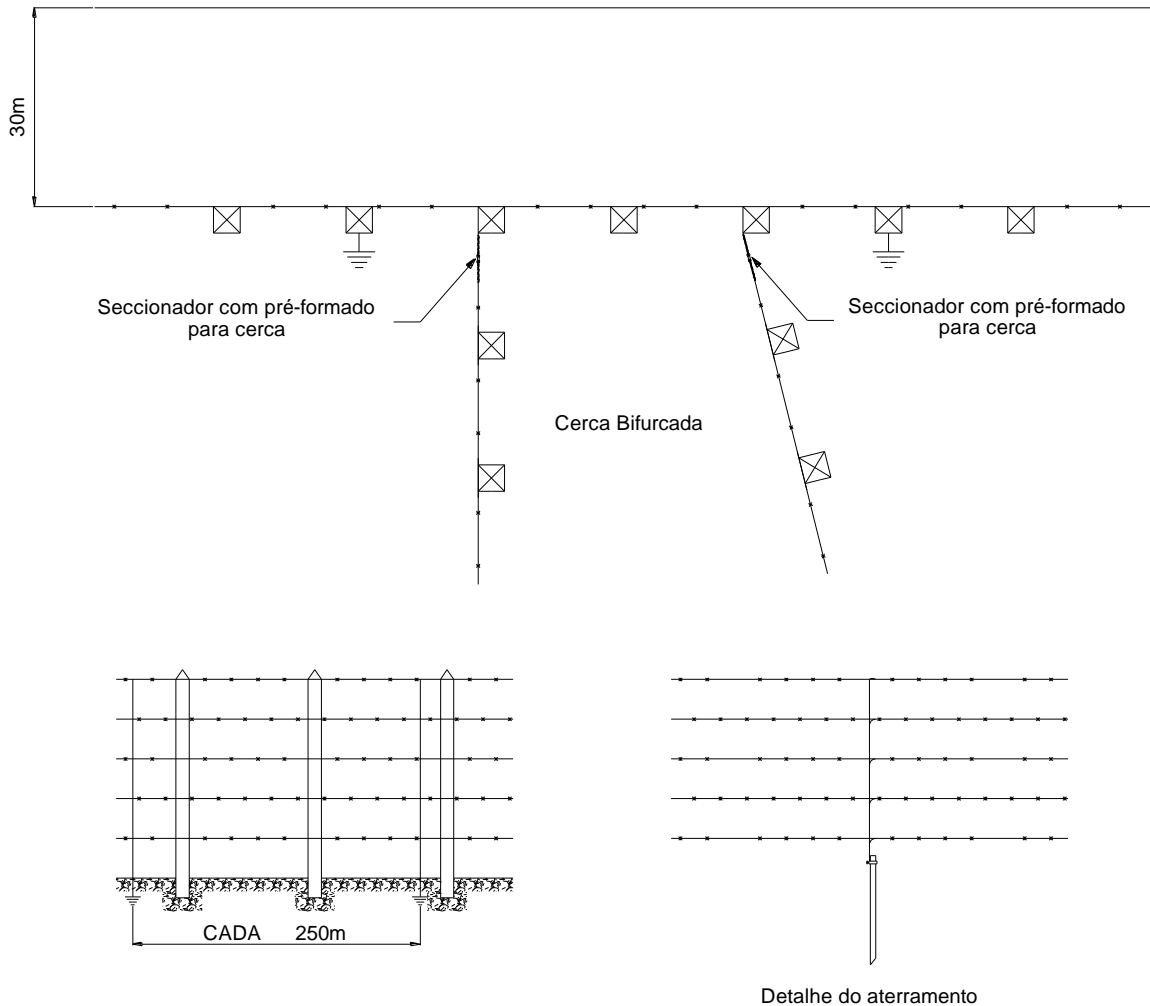 30m
Seccionador com pré-formado
para cerca
Seccionador com pré-formado
para cerca
Cerca Bifurcada
CADA 250m
Detalhe do aterramento